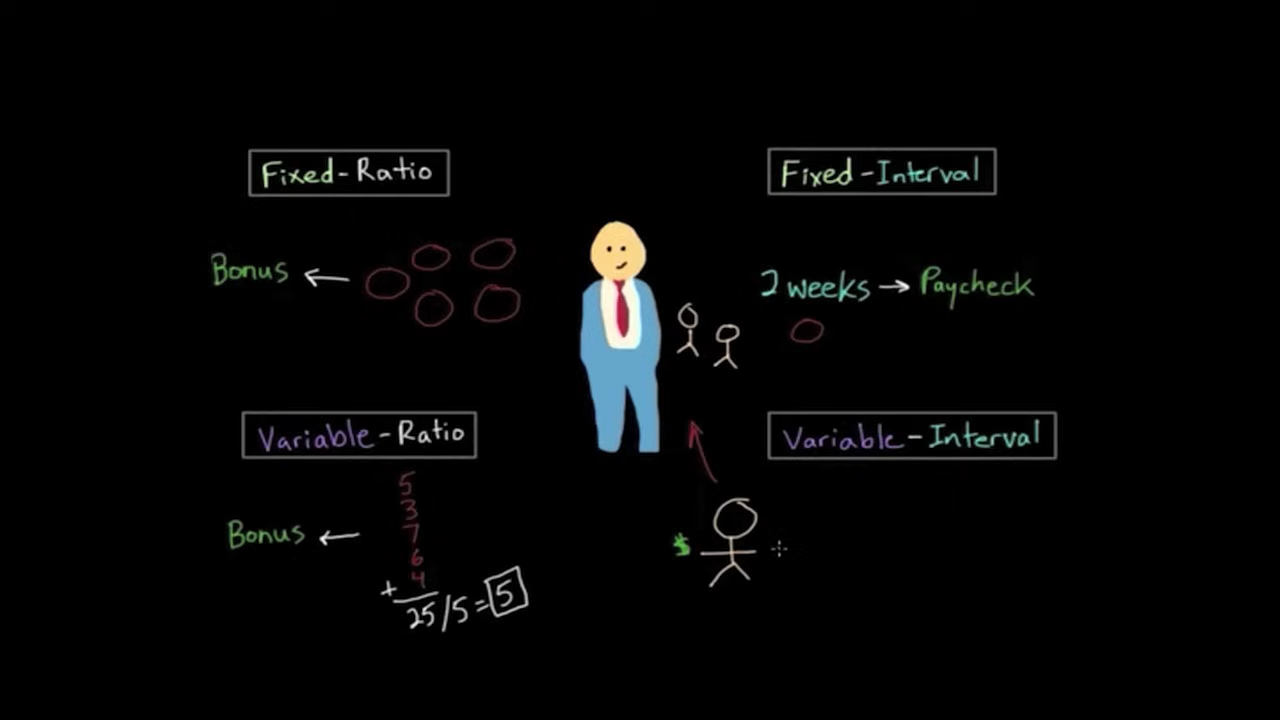 Fixed-Ratio
Fixed-Interval
Bonus ←
2 weeks → Paycheck
Variable-Ratio
Variable-Interval
5
3
7
6
+ 4
25/5=5
Bonus ←
$